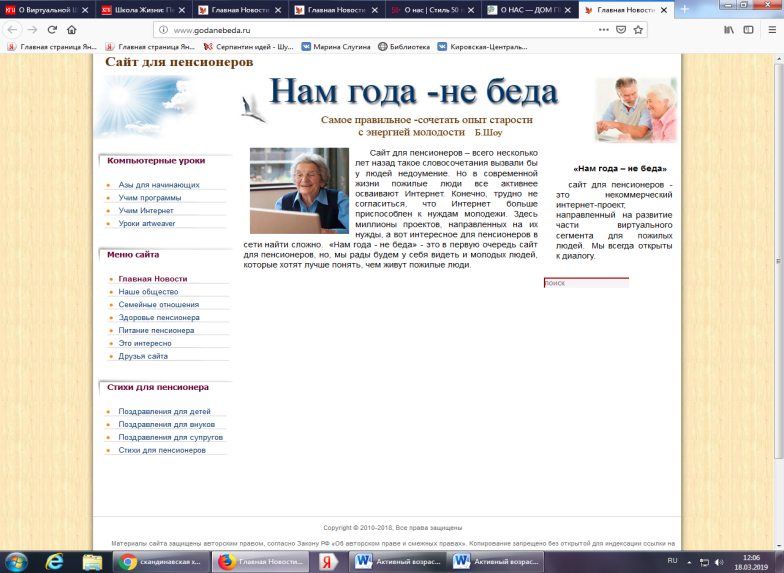 О Виртуальной Ш
Школа Жизни: П
Главная Новости
Главная Новости
О нас | Стиль 50
О НАС — ДОМ П
Главная Новости:
www.godanebeda.ru
Главная страница Ян...
Главная страница Ян...
Серпантин идей - Шу...
Марина Слугина
Библиотека
Кировская-Централь...
Сайт для пенсионеров
Нам года -не беда
Самое правильное -сочетать опыт старости
с энергией молодости Б.Шоу
Компьютерные уроки
Азы для начинающих
Учим программы
Учим Интернет
Уроки artweaver
Меню сайта
Главная Новости
Наше общество
Семейные отношения
Здоровье пенсионера
Питание пенсионера
Это интересно
Друзья сайта
Стихи для пенсионера
Поздравления для детей
Поздравления для внуков
Поздравления для супругов
Стихи для пенсионеров
Сайт для пенсионеров – всего несколько
лет назад такое словосочетания вызвали бы
у людей недоумение. Но в современной
жизни пожилые люди все активнее
осваивают Интернет. Конечно, трудно не
согласиться, что Интернет больше
приспособлен к нуждам молодежи. Здесь
миллионы проектов, направленных на их
нужды, а вот интересное для пенсионеров в
сети найти сложно. «Нам года - не беда» - это в первую очередь сайт
для пенсионеров, но, мы рады будем у себя видеть и молодых людей,
которые хотят лучше понять, чем живут пожилые люди.
«Нам года – не беда»
сайт для пенсионеров -
это некоммерческий
интернет-проект,
направленный на развитие
части виртуального
сегмента для пожилых
людей. Мы всегда открыты
к диалогу.
поиск
Copyright © 2010-2018, Все права защищены
Материалы сайта защищены авторским правом, согласно Закону РФ «Об авторском праве и смежных правах». Копирование запрещено без открытой для индексации ссылки на
скандинавская х...
Главная Новости...
Активный возрас...
Активный возрас...
RU
12:06
18.03.2019